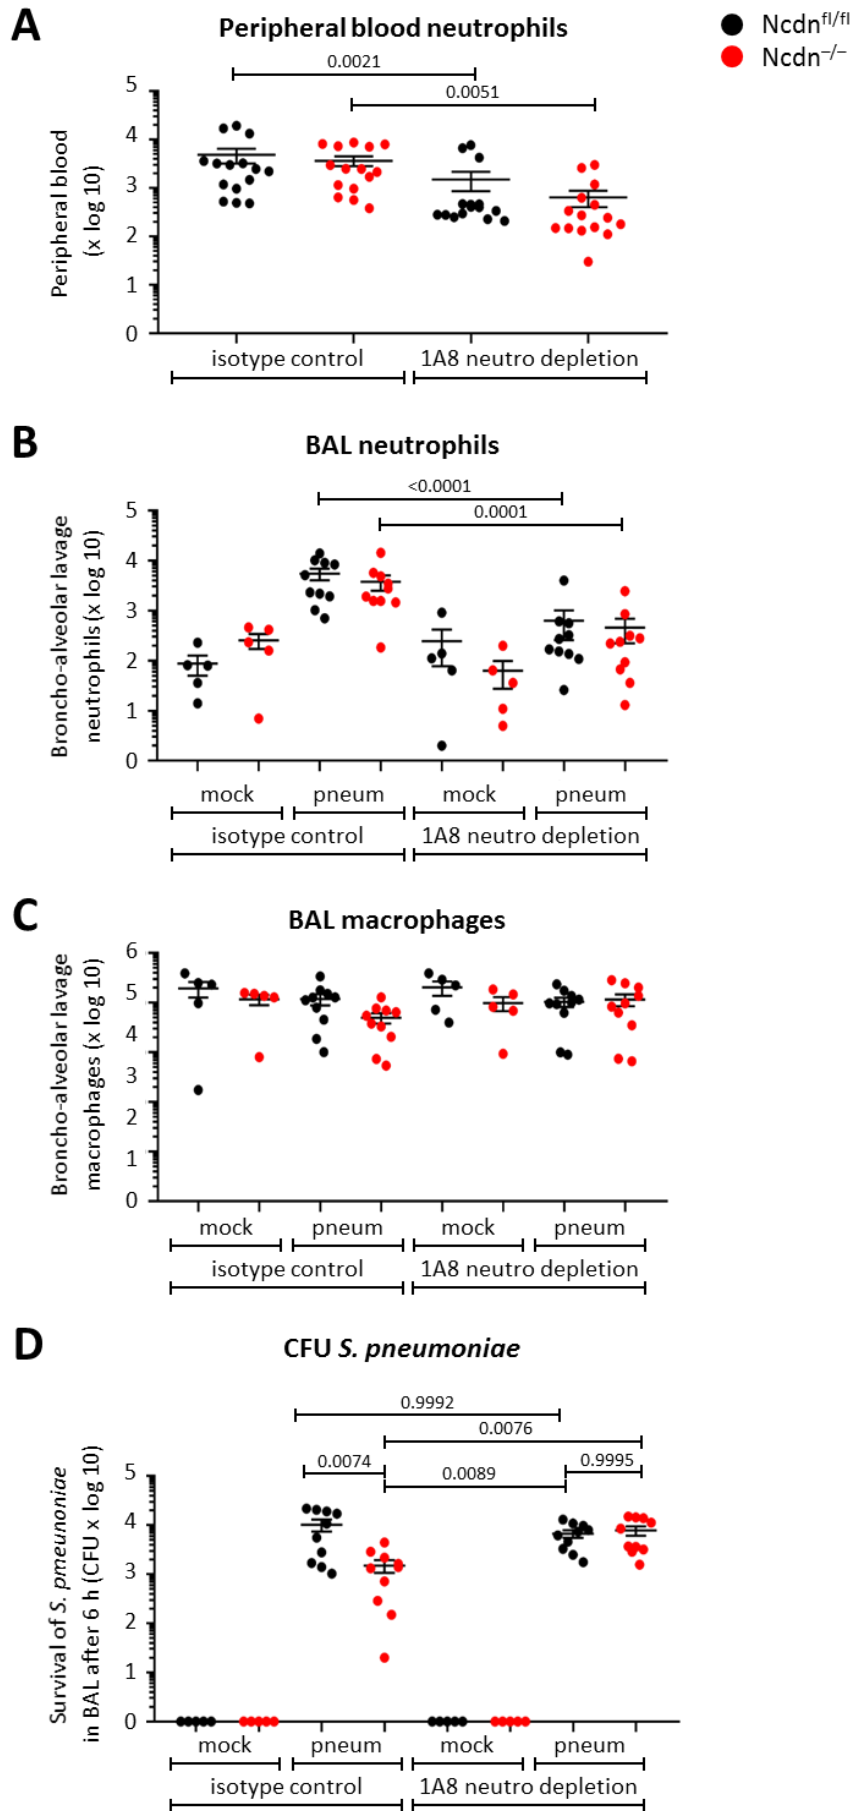 A
Peripheral blood neutrophils
Ncdnfl/fl
Ncdn–/–
0.0021
0.0051
Peripheral blood
(x log 10)
5
4
3
2
1
0
isotype control
1A8 neutro depletion
B
BAL neutrophils
<0.0001
0.0001
Broncho-alveolar lavage
neutrophils (x log 10)
5
4
3
2
1
0
mock
pneum
mock
pneum
isotype control
1A8 neutro depletion
C
BAL macrophages
Broncho-alveolar lavage
macrophages (x log 10)
6
5
4
3
2
1
0
mock
pneum
mock
pneum
isotype control
1A8 neutro depletion
D
CFU S. pneumoniae
0.9992
0.0076
0.0074
0.0089
0.9995
Survival of S. pmeunoniae
in BAL after 6 h (CFU x log 10)
5
4
3
2
1
0
mock
pneum
mock
pneum
isotype control
1A8 neutro depletion